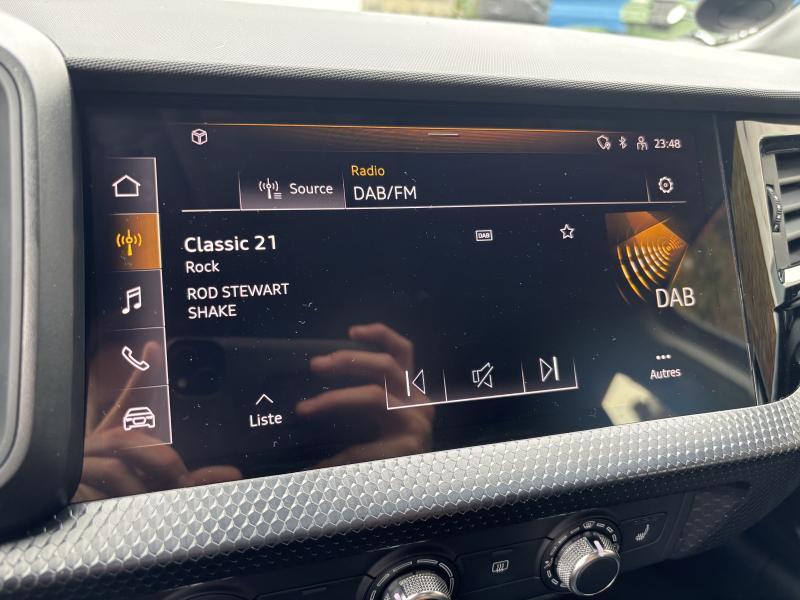 23:48
Radio
Source
DAB/FM
Classic 21
DAB
Rock
ROD STEWART
SHAKE
DAB
Liste
Autres